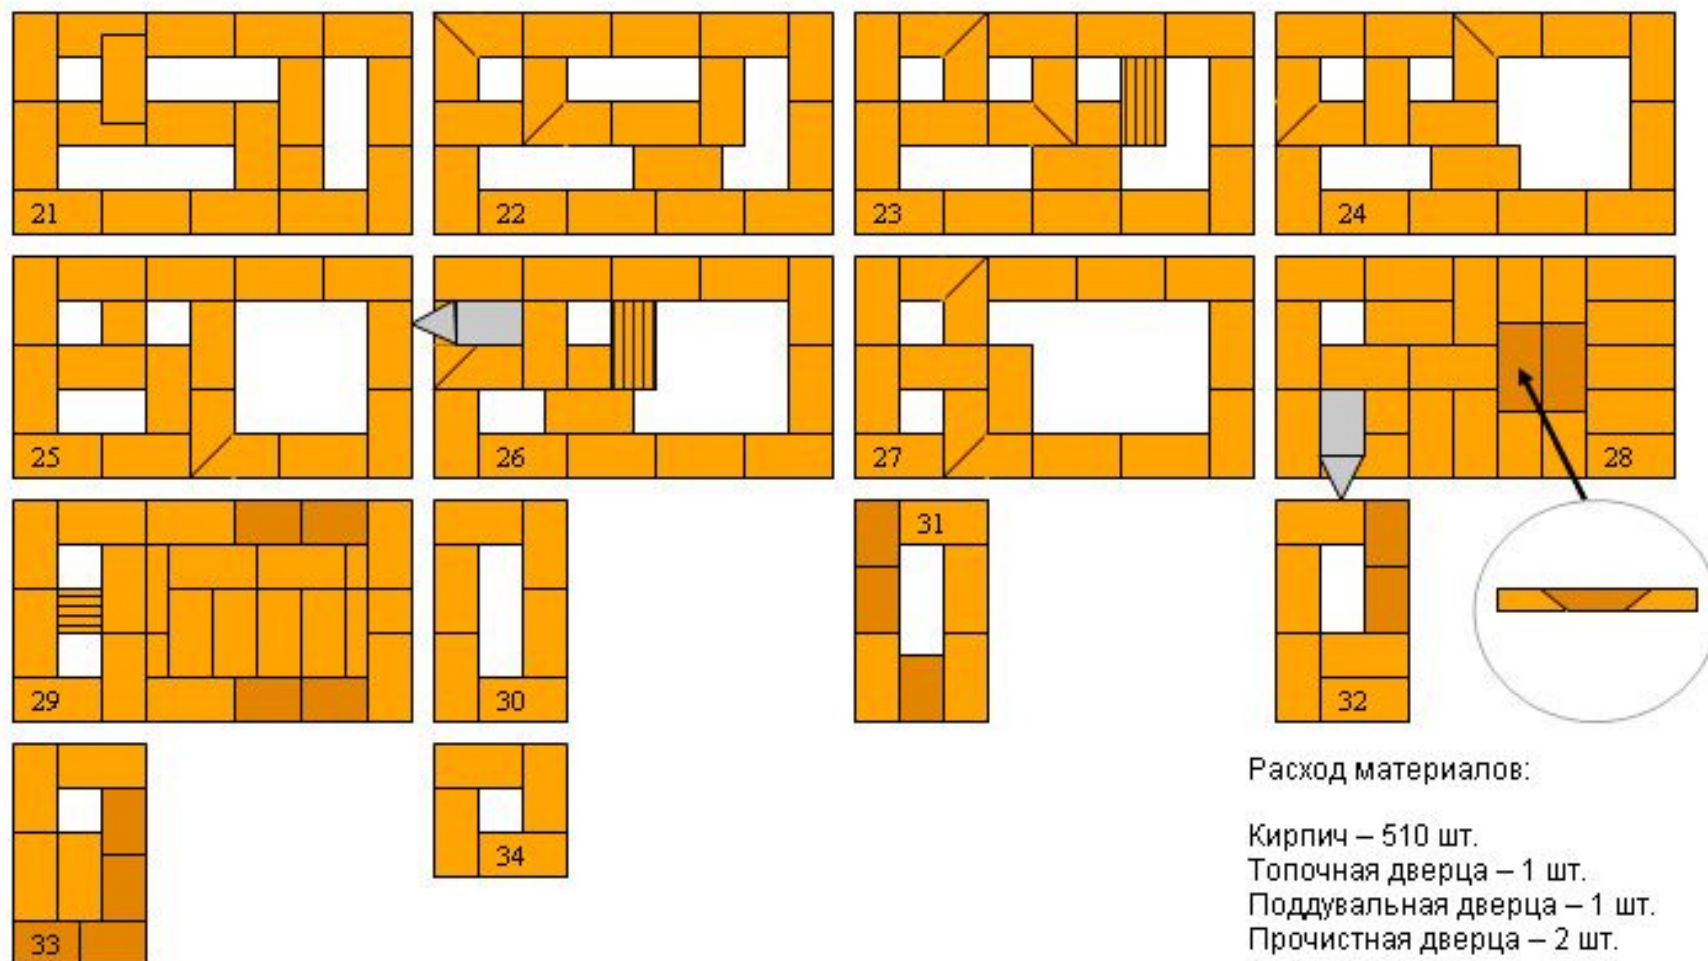 21
22
23
24
25
26
27
28
29
30
31
32
33
34
Расход материалов:
Кирпич – 510 шт.
Топочная дверца – 1 шт.
Поддувальная дверца – 1 шт.
Прочистная дверца – 2 шт.